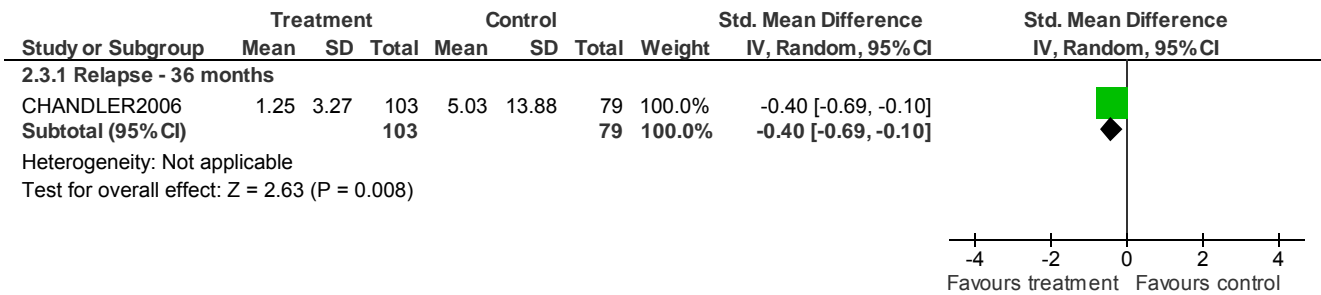 Treatment Control Std. Mean Difference Std. Mean Difference
Study or Subgroup Mean SD Total Mean SD Total Weight IV, Random, 95% CI IV, Random, 95% CI
2.3.1 Relapse - 36 months
CHANDLER2006 1.25 3.27 103 5.03 13.88 79 100.0% -0.40 [-0.69, -0.10]
Subtotal (95% CI) 103 79 100.0% -0.40 [-0.69, -0.10]
Heterogeneity: Not applicable
Test for overall effect: Z = 2.63 (P = 0.008)
-4 -2 0 2 4
Favours treatment Favours control